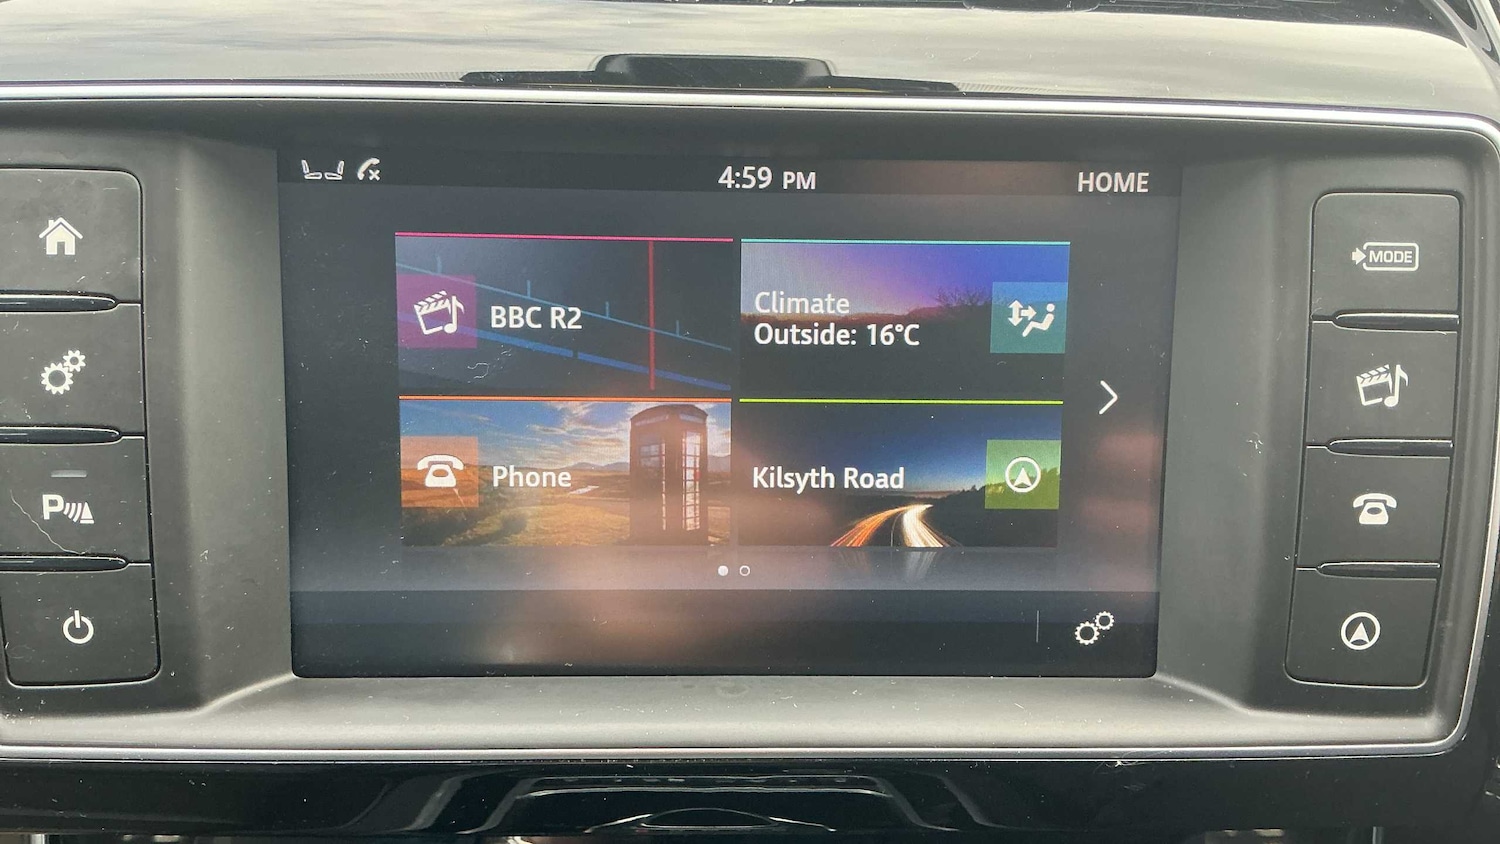 4:59 PM
HOME
BBC R2
Climate
Outside: 16°C
Phone
Kilsyth Road
P
MODE